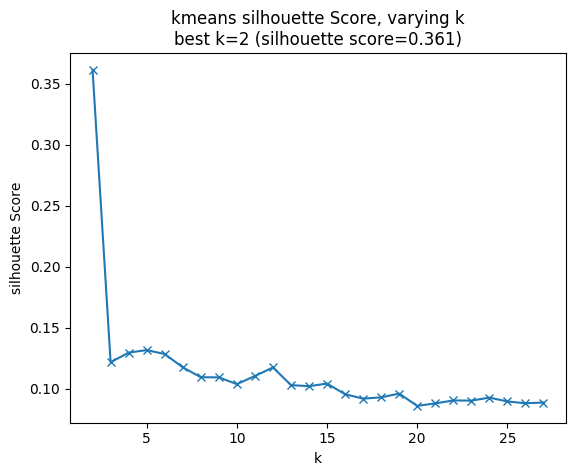 kmeans silhouette Score, varying k
best k=2 (silhouette score=0.361)
silhouette Score
0.35
0.30
0.25
0.20
0.15
0.10
5
10
15
20
25
k